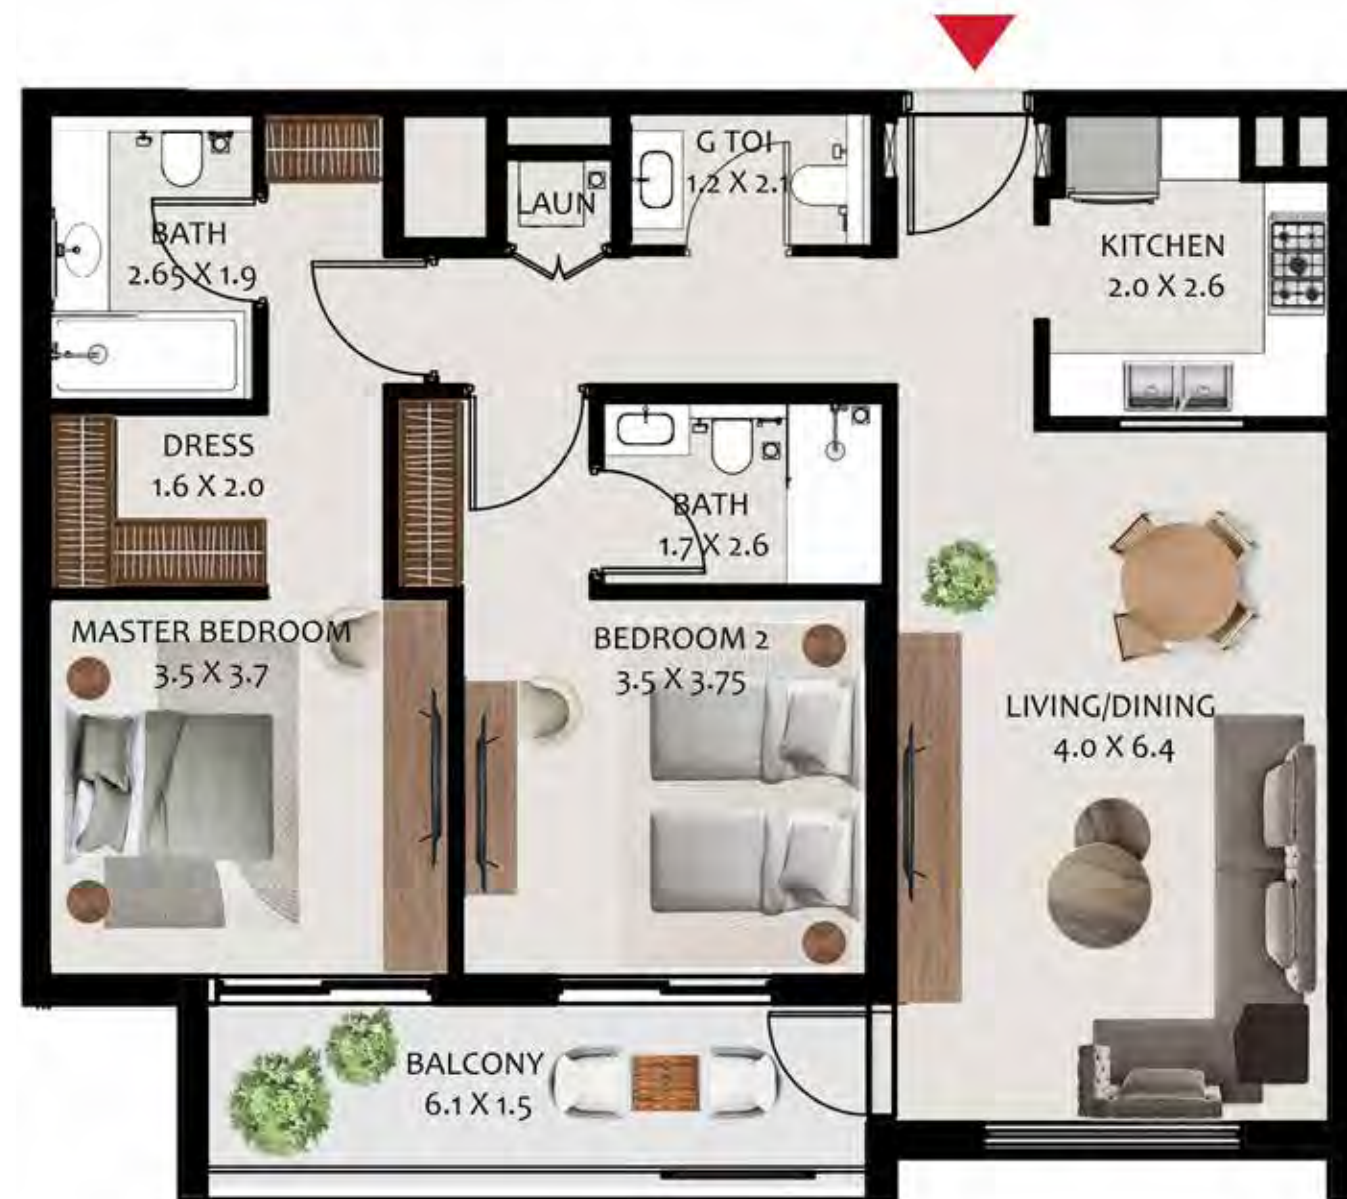 G TOI
1.2 X 2.1
LAUN
BATH
2.65 X 1.9
KITCHEN
2.0 X 2.6
DRESS
1.6 X 2.0
BATH
1.7 X 2.6
MASTER BEDROOM
3.5 X 3.7
BEDROOM 2
3.5 X 3.75
LIVING/DINING
4.0 X 6.4
BALCONY
6.1 X 1.5